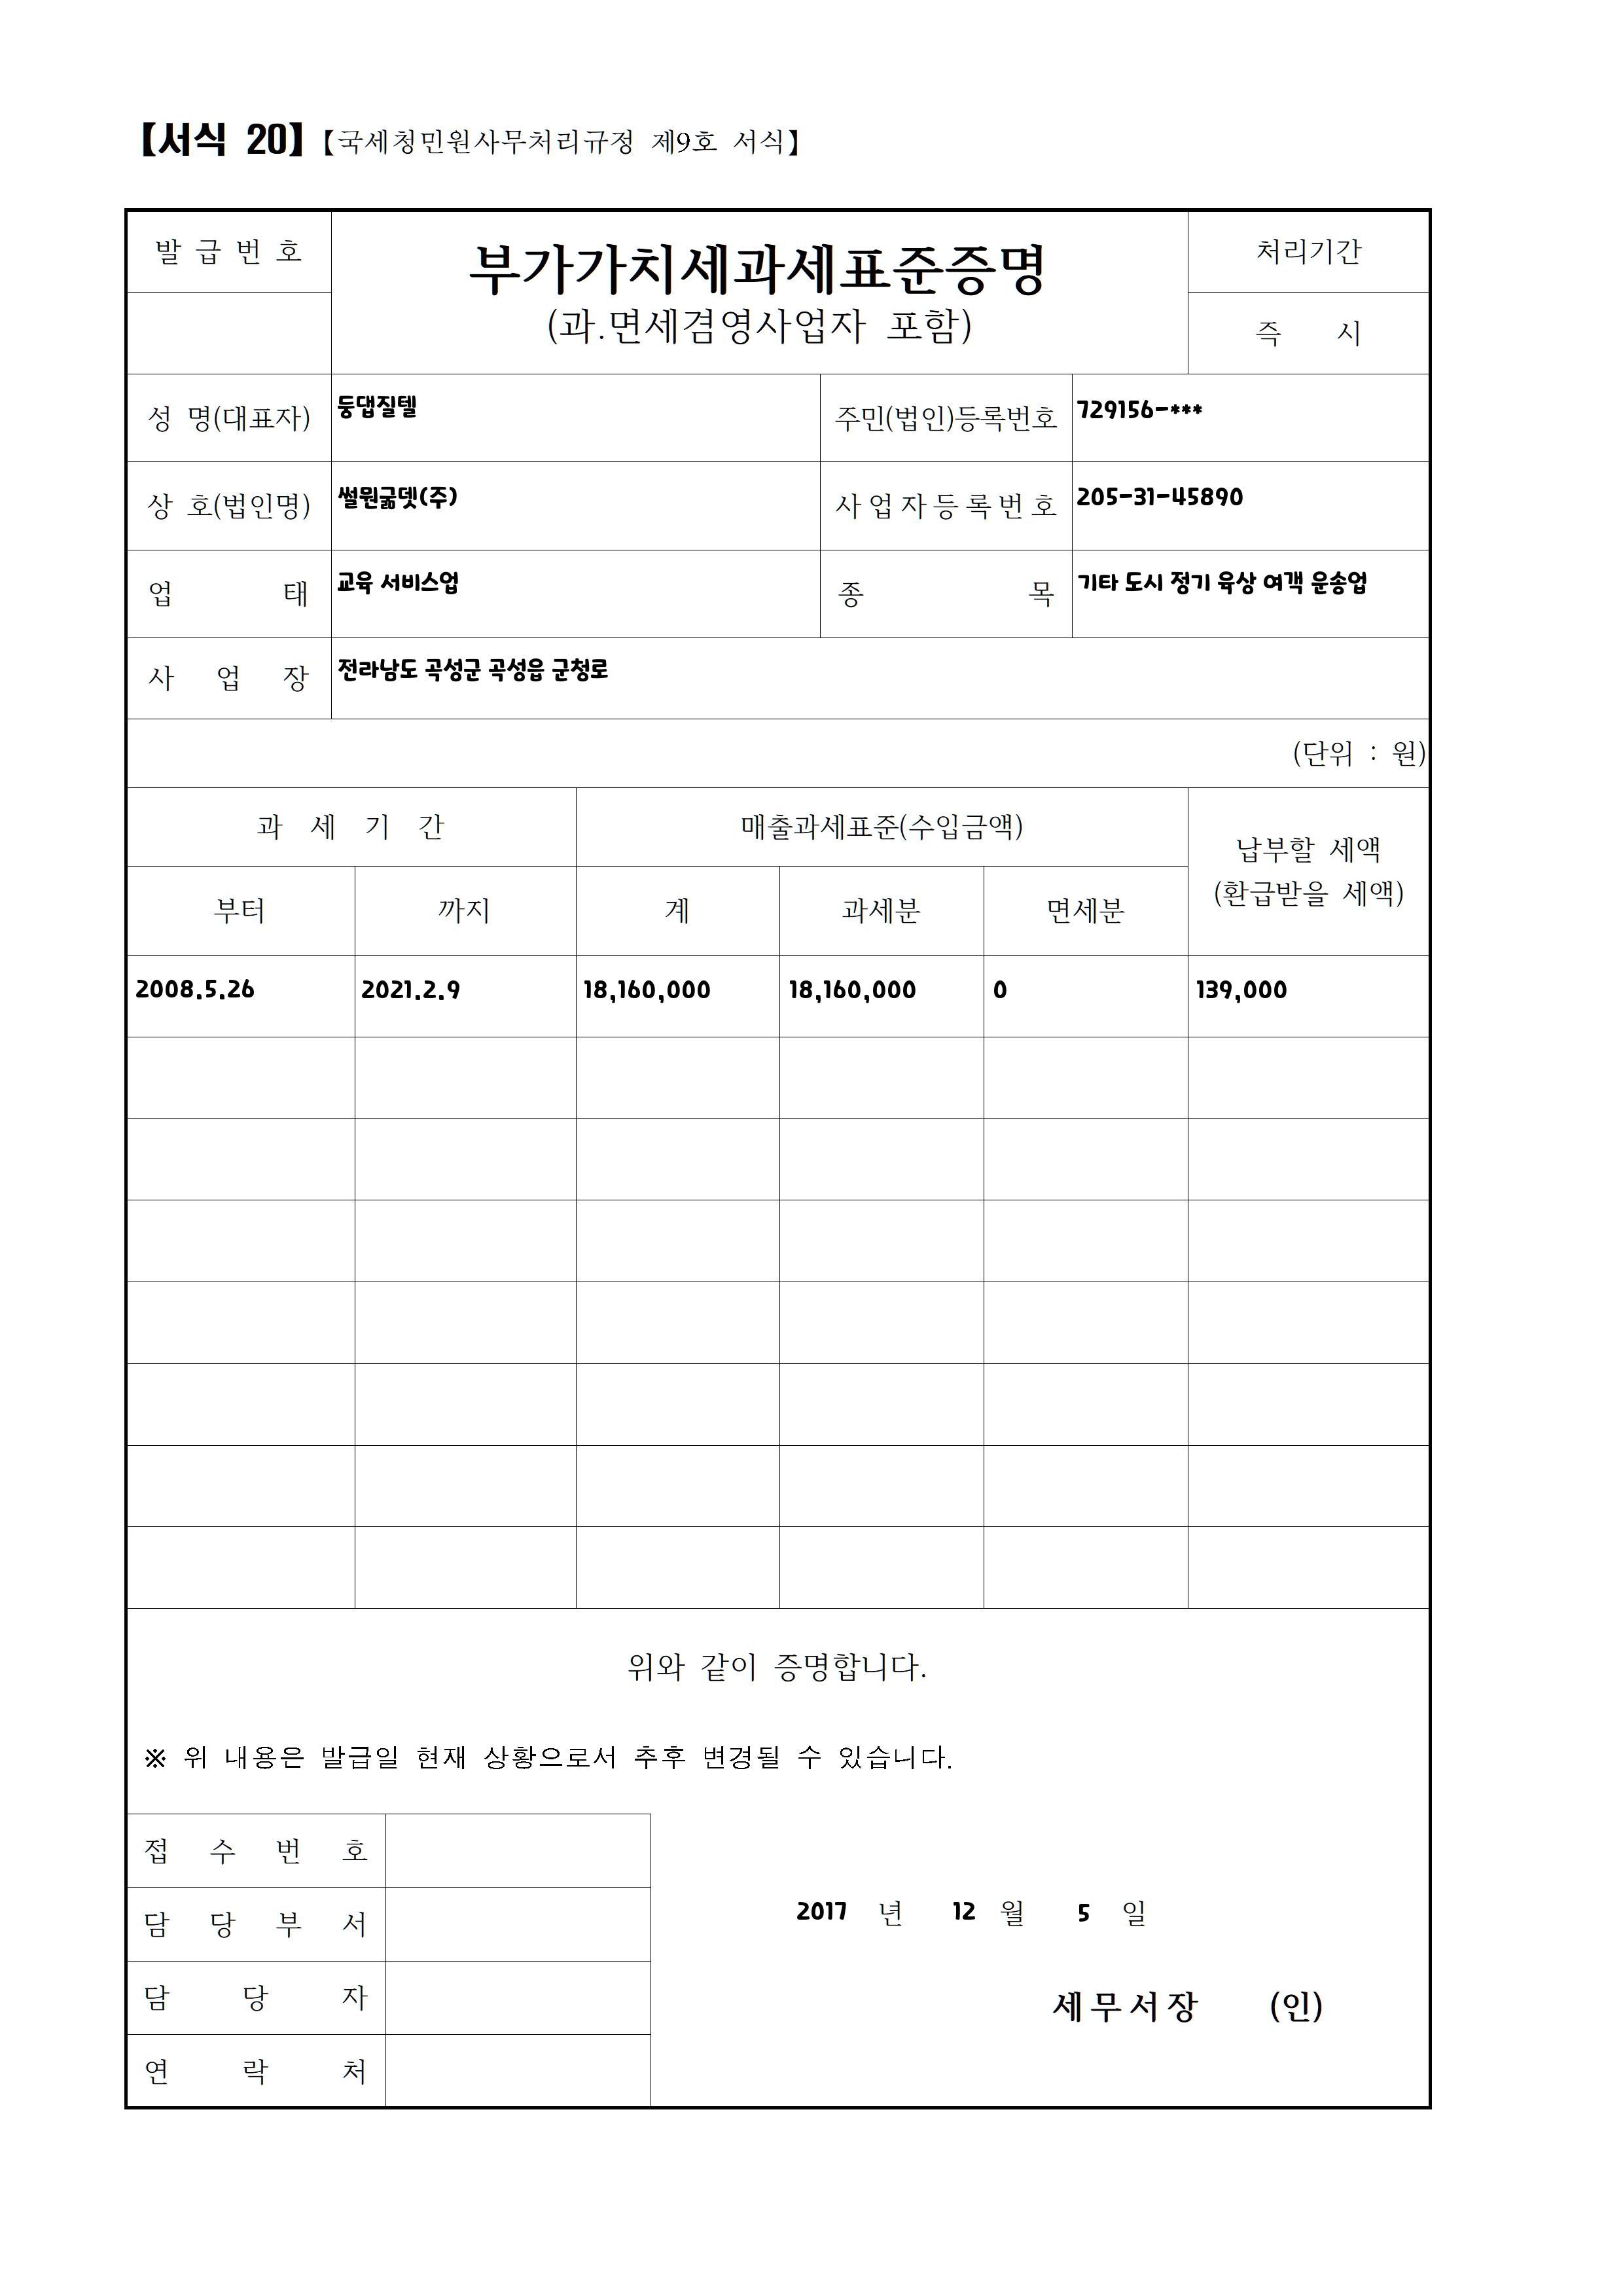 【서식 20】【국세청민원사무처리규정 제9호 서식】
발 급 번 호
부가가치세과세표준증명
(과.면세겸영사업자 포함)
처리기간
즉 시
성 명(대표자) 둥댑질텔 주민(법인)등록번호 729156-***
상 호(법인명) 썰뭔굶뎃(주) 사업자등록번호 205-31-45890
업 태 교육 서비스업 종 목 기타 도시 정기 육상 여객 운송업
사 업 장 전라남도 곡성군 곡성읍 군청로
(단위 : 원)
과 세 기 간 매출과세표준(수입금액) 납부할 세액
(환급받을 세액)
부터 까지 계 과세분 면세분
2008.5.26 2021.2.9 18,160,000 18,160,000 0 139,000
위와 같이 증명합니다.
※ 위 내용은 발급일 현재 상황으로서 추후 변경될 수 있습니다.
접 수 번 호
담 당 부 서
담 당 자
연 락 처
2017 년 12 월 5 일
세무서장 (인)